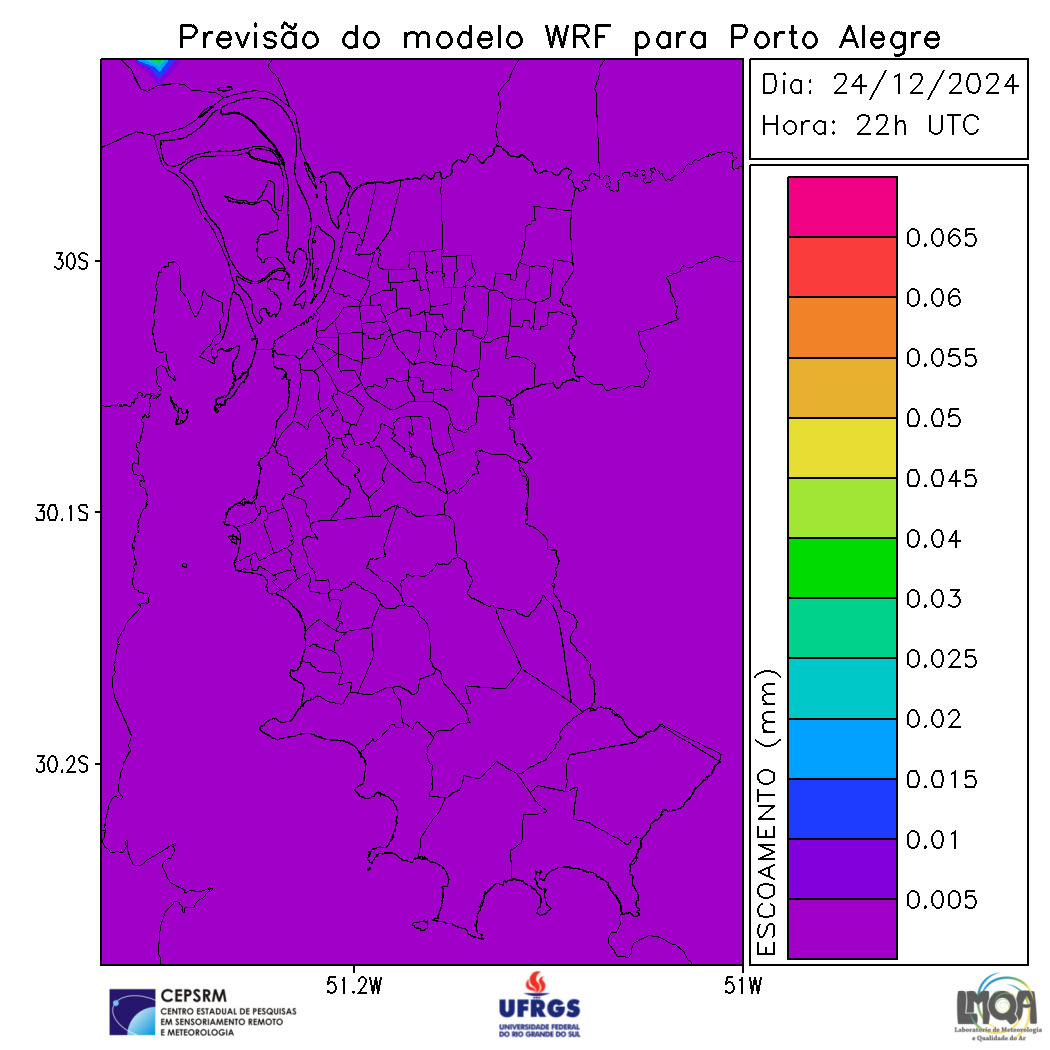 Previsão do modelo WRF para Porto Alegre
Dia: 24/12/2024
Hora: 22h UTC
30S
30.1S
30.2S
51.2W
51W
0.065
0.06
0.055
0.05
0.045
0.04
0.03
0.025
0.02
0.015
0.01
0.005
ESCOAMENTO (mm)
CEPSRM
CENTRO ESTADUAL DE PESQUISAS
EM SENSORIAMENTO REMOTO
E METEOROLOGIA
UFRGS
UNIVERSIDADE FEDERAL
DO RIO GRANDE DO SUL
LMQA
Laboratório de Meteorologia
e Qualidade do Ar